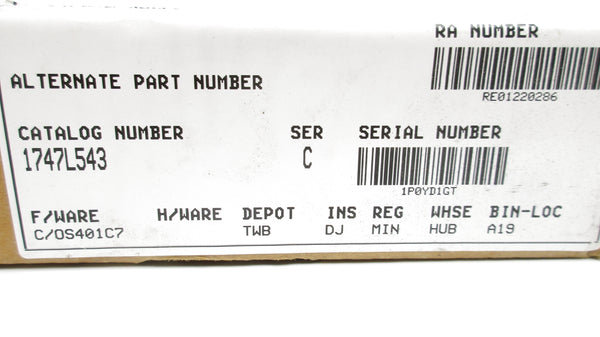 RA NUMBER
RE01220286
ALTERNATE PART NUMBER
CATALOG NUMBER SER SERIAL NUMBER
1747L543 C
1P0YD1GT
F/WARE H/WARE DEPOT INS REG WHSE BIN-LOC
C/OS401C7 TWB DJ MIN HUB A19